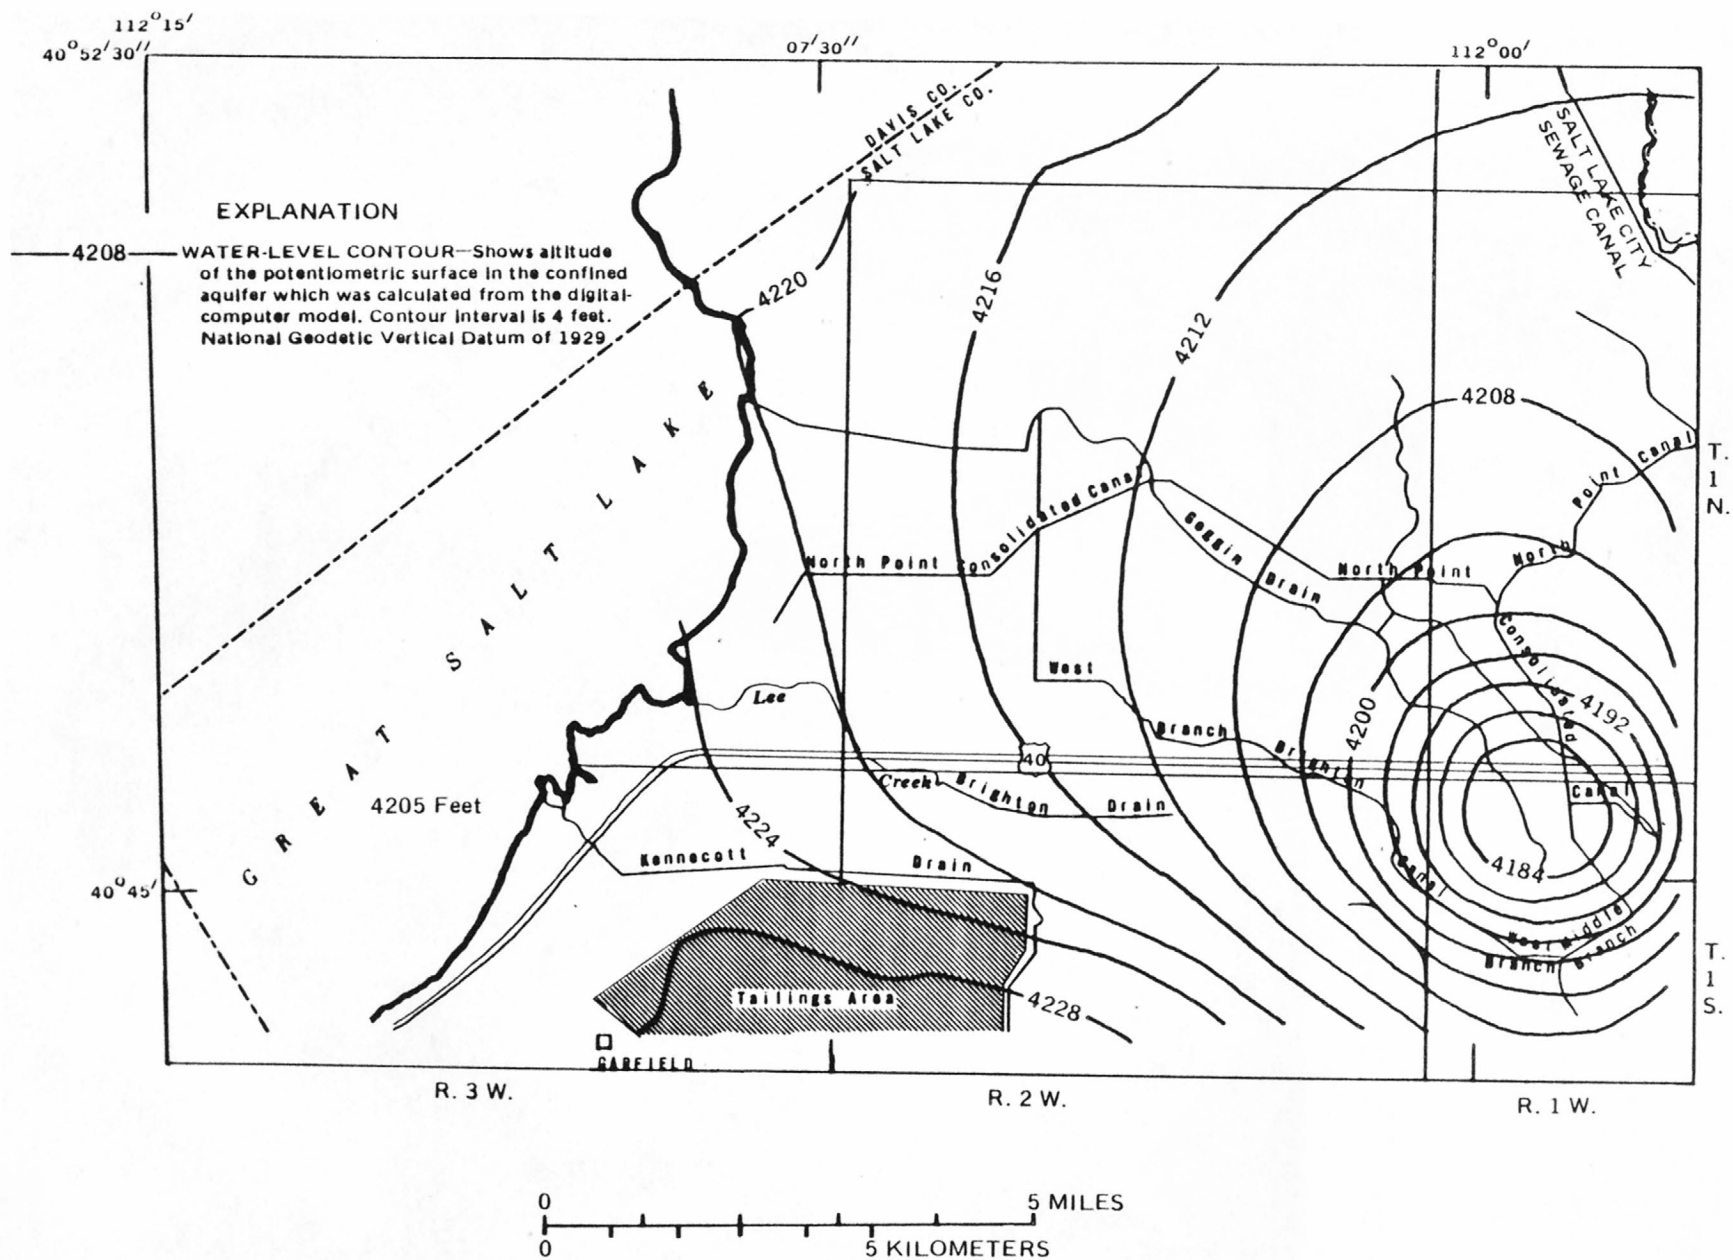 112°15′
40°52′30″
07′30″
112°00′
DAVIS CO.
SALT LAKE CO.
SALT LAKE CITY
SEWAGE CANAL
EXPLANATION
4208
WATER-LEVEL CONTOUR—Shows altitude
of the potentiometric surface in the confined
aquifer which was calculated from the digital-
computer model. Contour interval is 4 feet.
National Geodetic Vertical Datum of 1929
4220
4216
4212
4208
GREAT SALT LAKE
T.
1
N.
Point Canal
North
Consolidated
Canal
North Point
Consolidated Canal
Goggin Drain
North Point
West
Branch
Brighton
Canal
Lee
Creek
Brighton Drain
40
4200
4192
4184
4205 Feet
4224
Kennecott Drain
40°45′
West Middle
Branch
Branch
Tailings Area
4228
GARFIELD
T.
1
S.
R. 3 W.
R. 2 W.
R. 1 W.
0 5 MILES
0 5 KILOMETERS